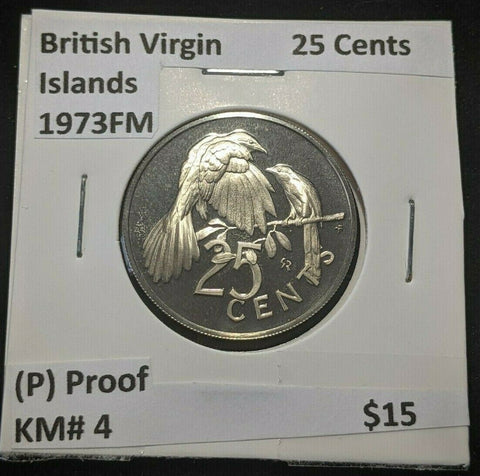 British Virgin 25 Cents
Islands
1973FM
25
CENTS
(P) Proof
KM# 4 $15